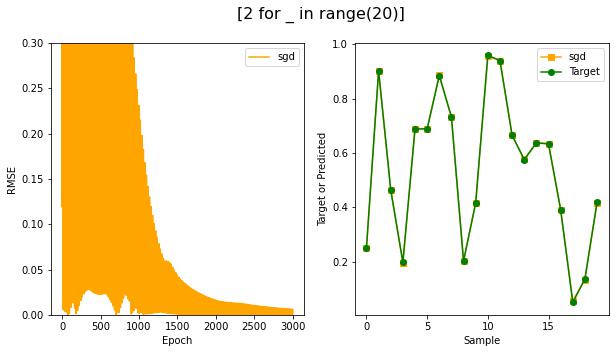 [2 for _ in range(20)]
0.30
0.25
0.20
0.15
0.10
0.05
0.00
RMSE
0 500 1000 1500 2000 2500 3000
Epoch
sgd
1.0
0.8
0.6
0.4
0.2
Target or Predicted
0 5 10 15
Sample
sgd
Target